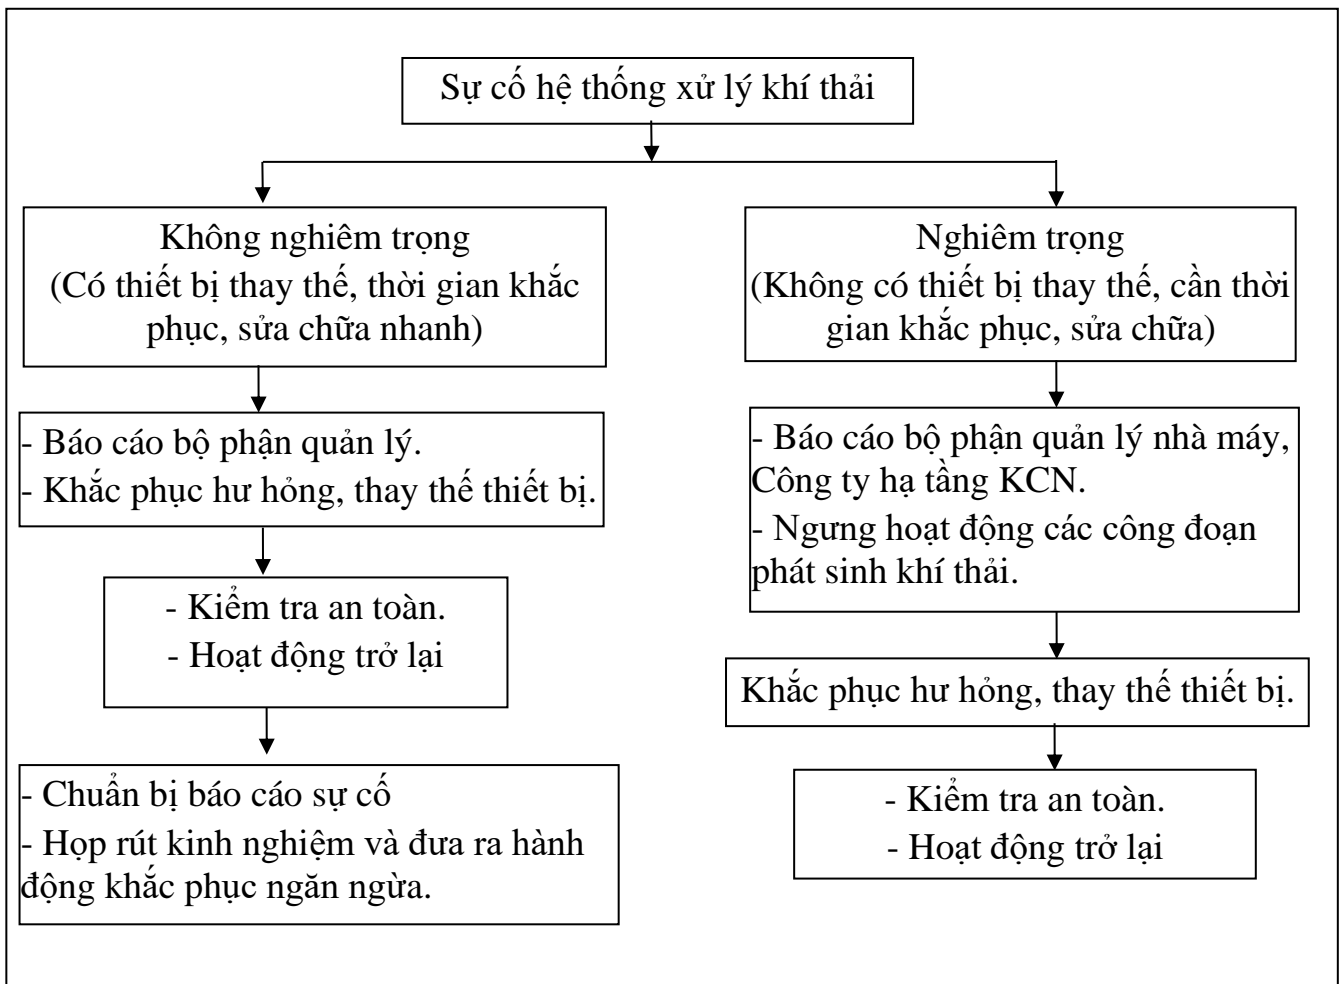 Sự cố hệ thống xử lý khí thải
Không nghiêm trọng
(Có thiết bị thay thế, thời gian khắc
phục, sửa chữa nhanh)
- Báo cáo bộ phận quản lý.
- Khắc phục hư hỏng, thay thế thiết bị.
- Kiểm tra an toàn.
- Hoạt động trở lại
- Chuẩn bị báo cáo sự cố
- Họp rút kinh nghiệm và đưa ra hành
động khắc phục ngăn ngừa.
Nghiêm trọng
(Không có thiết bị thay thế, cần thời
gian khắc phục, sửa chữa)
- Báo cáo bộ phận quản lý nhà máy,
Công ty hạ tầng KCN.
- Ngưng hoạt động các công đoạn
phát sinh khí thải.
Khắc phục hư hỏng, thay thế thiết bị.
- Kiểm tra an toàn.
- Hoạt động trở lại